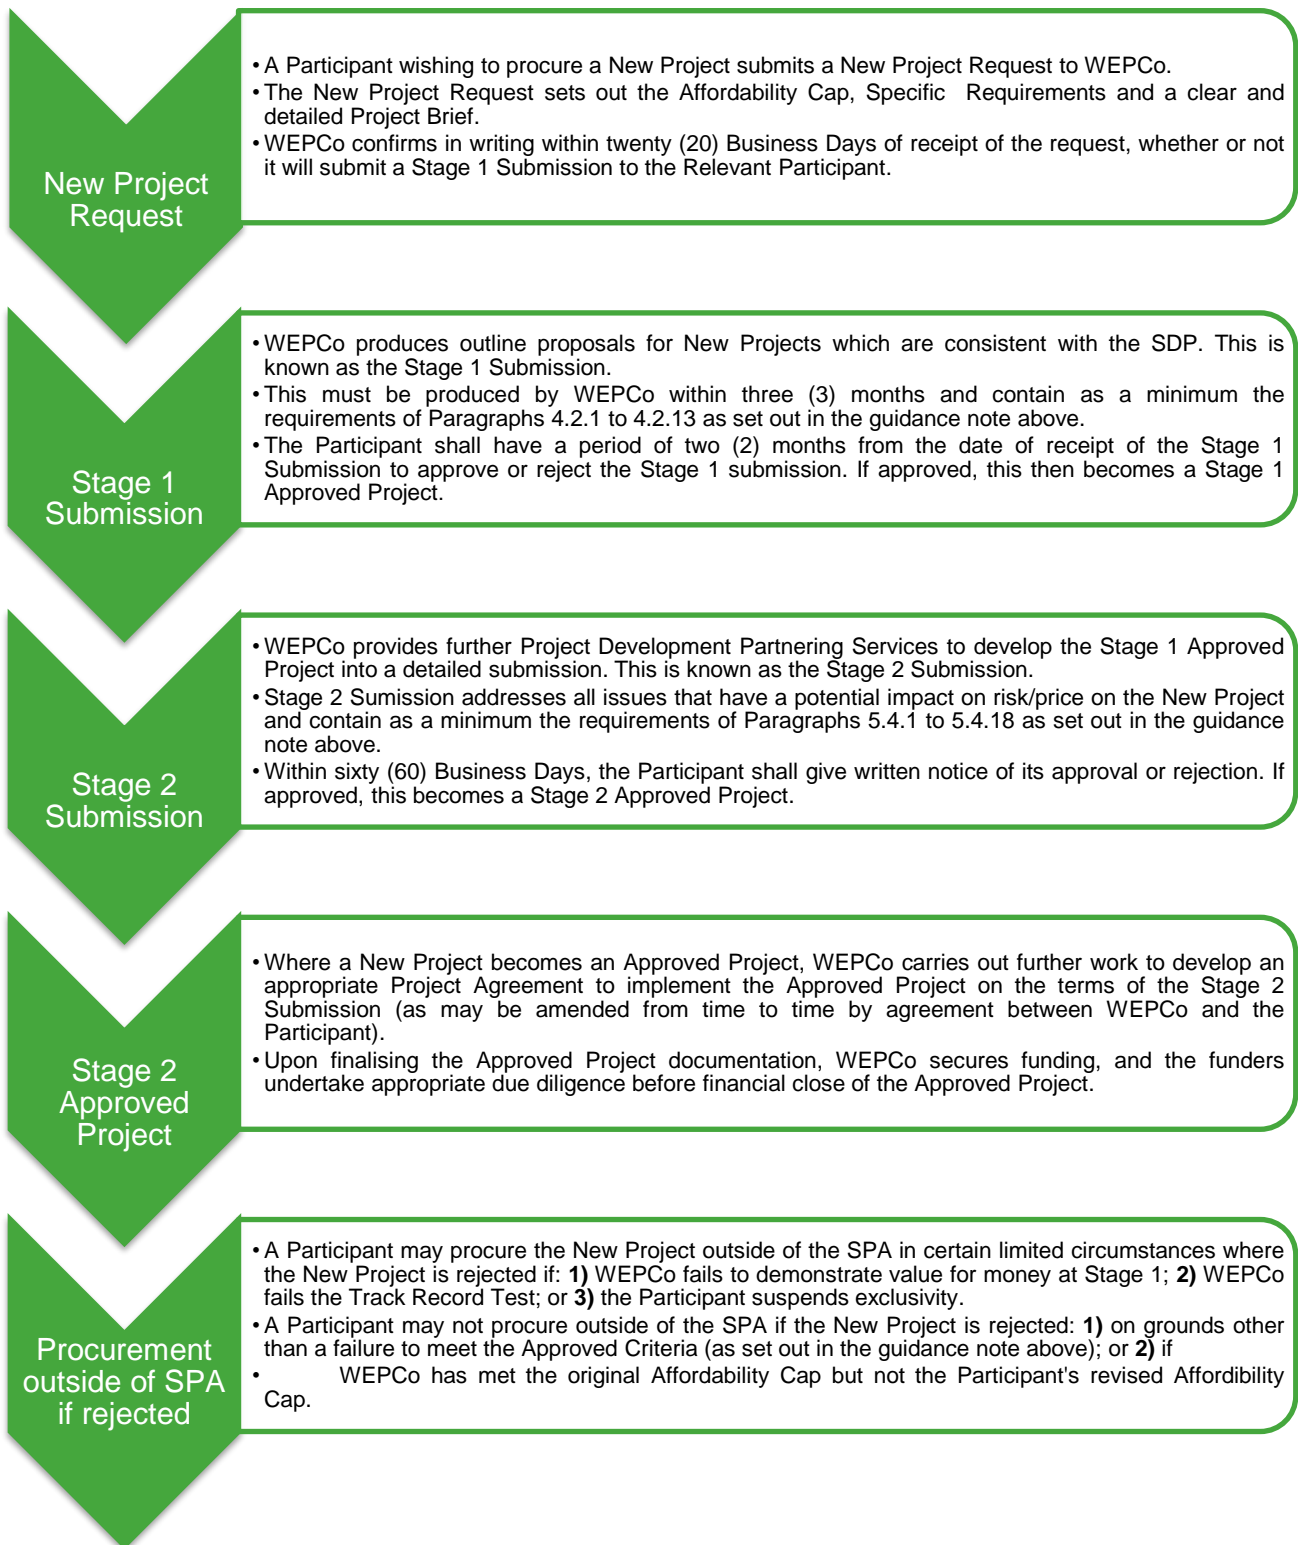 New Project
Request
• A Participant wishing to procure a New Project submits a New Project Request to WEPCo.
• The New Project Request sets out the Affordability Cap, Specific Requirements and a clear and
detailed Project Brief.
• WEPCo confirms in writing within twenty (20) Business Days of receipt of the request, whether or not
it will submit a Stage 1 Submission to the Relevant Participant.
Stage 1
Submission
• WEPCo produces outline proposals for New Projects which are consistent with the SDP. This is
known as the Stage 1 Submission.
• This must be produced by WEPCo within three (3) months and contain as a minimum the
requirements of Paragraphs 4.2.1 to 4.2.13 as set out in the guidance note above.
• The Participant shall have a period of two (2) months from the date of receipt of the Stage 1
Submission to approve or reject the Stage 1 submission. If approved, this then becomes a Stage 1
Approved Project.
Stage 2
Submission
• WEPCo provides further Project Development Partnering Services to develop the Stage 1 Approved
Project into a detailed submission. This is known as the Stage 2 Submission.
• Stage 2 Sumission addresses all issues that have a potential impact on risk/price on the New Project
and contain as a minimum the requirements of Paragraphs 5.4.1 to 5.4.18 as set out in the guidance
note above.
• Within sixty (60) Business Days, the Participant shall give written notice of its approval or rejection. If
approved, this becomes a Stage 2 Approved Project.
Stage 2
Approved
Project
• Where a New Project becomes an Approved Project, WEPCo carries out further work to develop an
appropriate Project Agreement to implement the Approved Project on the terms of the Stage 2
Submission (as may be amended from time to time by agreement between WEPCo and the
Participant).
• Upon finalising the Approved Project documentation, WEPCo secures funding, and the funders
undertake appropriate due diligence before financial close of the Approved Project.
Procurement
outside of SPA
if rejected
• A Participant may procure the New Project outside of the SPA in certain limited circumstances where
the New Project is rejected if: 1) WEPCo fails to demonstrate value for money at Stage 1; 2) WEPCo
fails the Track Record Test; or 3) the Participant suspends exclusivity.
• A Participant may not procure outside of the SPA if the New Project is rejected: 1) on grounds other
than a failure to meet the Approved Criteria (as set out in the guidance note above); or 2) if
• WEPCo has met the original Affordability Cap but not the Participant's revised Affordibility
Cap.